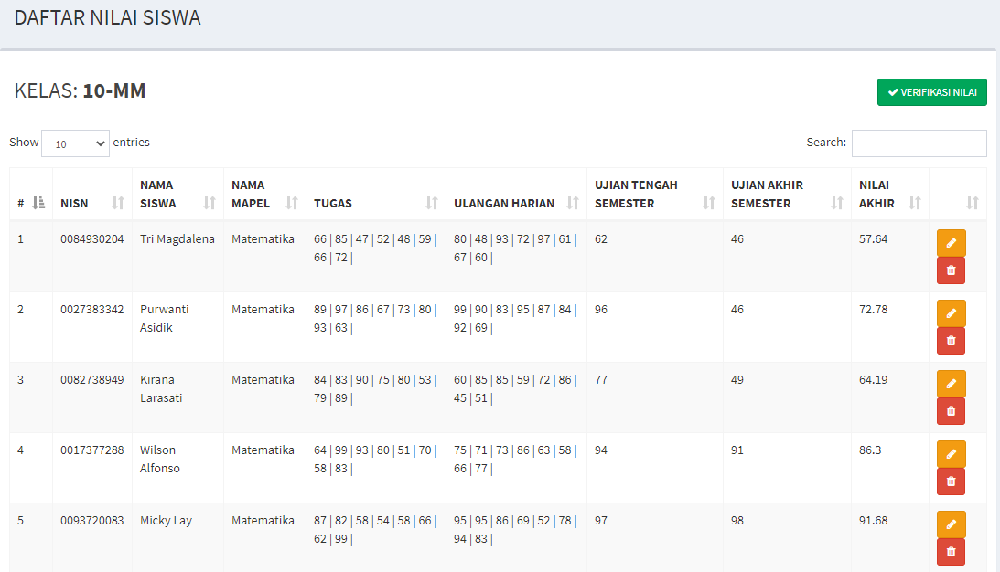 DAFTAR NILAI SISWA
KELAS: 10-MM
VERIFIKASI NILAI
Show 10 entries
Search:
# NISN NAMA SISWA NAMA MAPEL TUGAS ULANGAN HARIAN UJIAN TENGAH SEMESTER UJIAN AKHIR SEMESTER NILAI AKHIR
1 0084930204 Tri Magdalena Matematika 66 | 85 | 47 | 52 | 48 | 59 | 80 | 48 | 93 | 72 | 97 | 61 | 62 46 57.64
66 | 72 | 67 | 60 |
2 0027383342 Purwanti Matematika 89 | 97 | 86 | 67 | 73 | 80 | 99 | 90 | 83 | 95 | 87 | 84 | 96 46 72.78
Asidik 93 | 63 | 92 | 69 |
3 0082738949 Kirana Matematika 84 | 83 | 90 | 75 | 80 | 53 | 60 | 85 | 85 | 59 | 72 | 86 | 77 49 64.19
Larasati 79 | 89 | 45 | 51 |
4 0017377288 Wilson Matematika 64 | 99 | 93 | 80 | 51 | 70 | 75 | 71 | 73 | 86 | 63 | 58 | 94 91 86.3
Alfonso 58 | 83 | 66 | 77 |
5 0093720083 Micky Lay Matematika 87 | 82 | 58 | 54 | 58 | 66 | 95 | 95 | 86 | 69 | 52 | 78 | 97 98 91.68
62 | 99 | 94 | 83 |